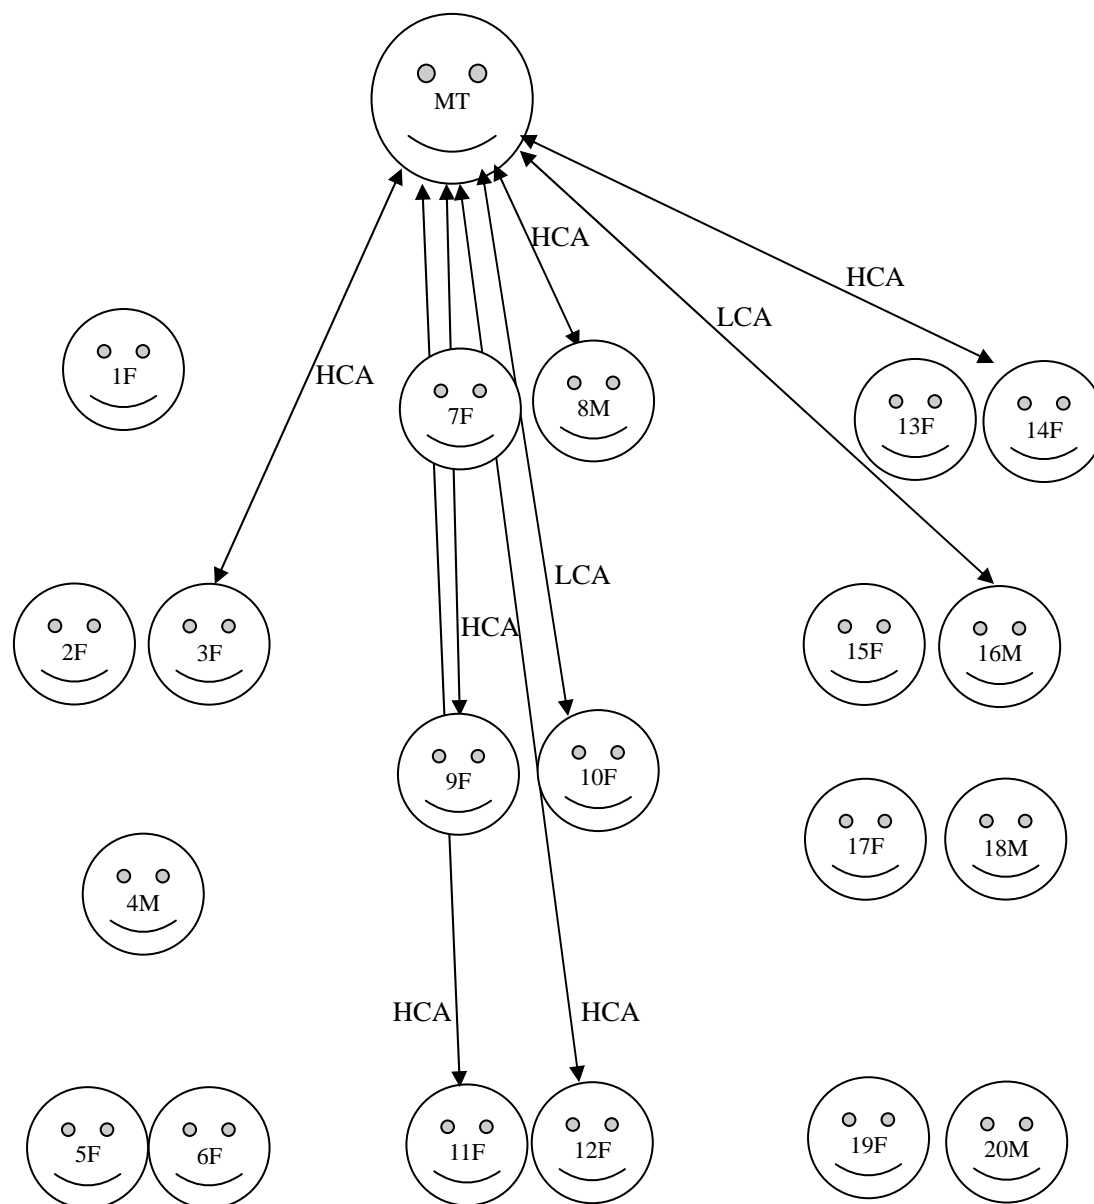 MT
HCA
HCA
LCA
HCA
1F
7F
8M
13F
14F
LCA
HCA
2F
3F
15F
16M
9F
10F
17F
18M
4M
HCA
HCA
5F
6F
11F
12F
19F
20M